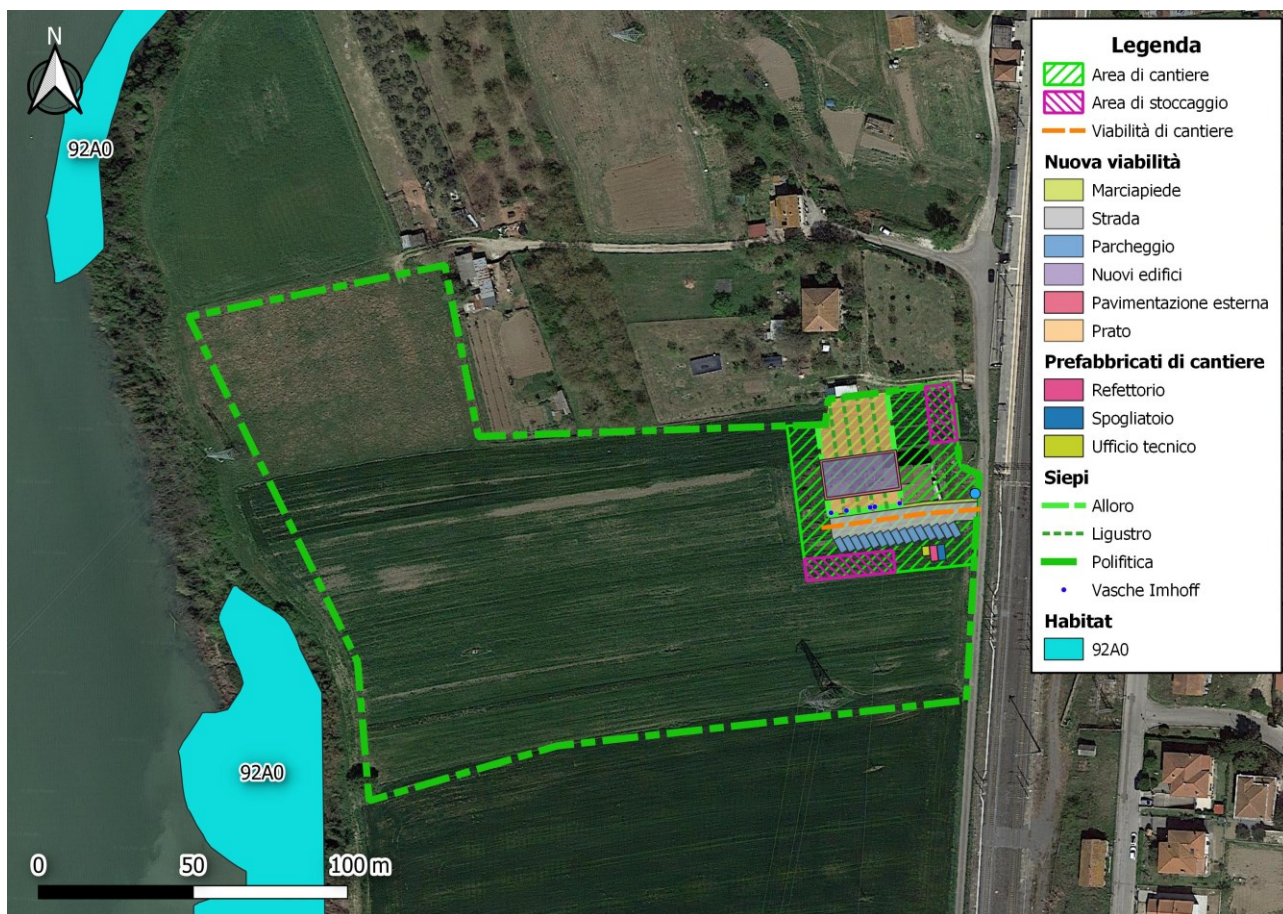 N
92A0
92A0
0 50 100 m
Legenda
Area di cantiere
Area di stoccaggio
Viabilità di cantiere
Nuova viabilità
Marciapiede
Strada
Parcheggio
Nuovi edifici
Pavimentazione esterna
Prato
Prefabbricati di cantiere
Refettorio
Spogliatoio
Ufficio tecnico
Siepi
Alloro
Ligustro
Polifitica
Vasche Imhoff
Habitat
92A0